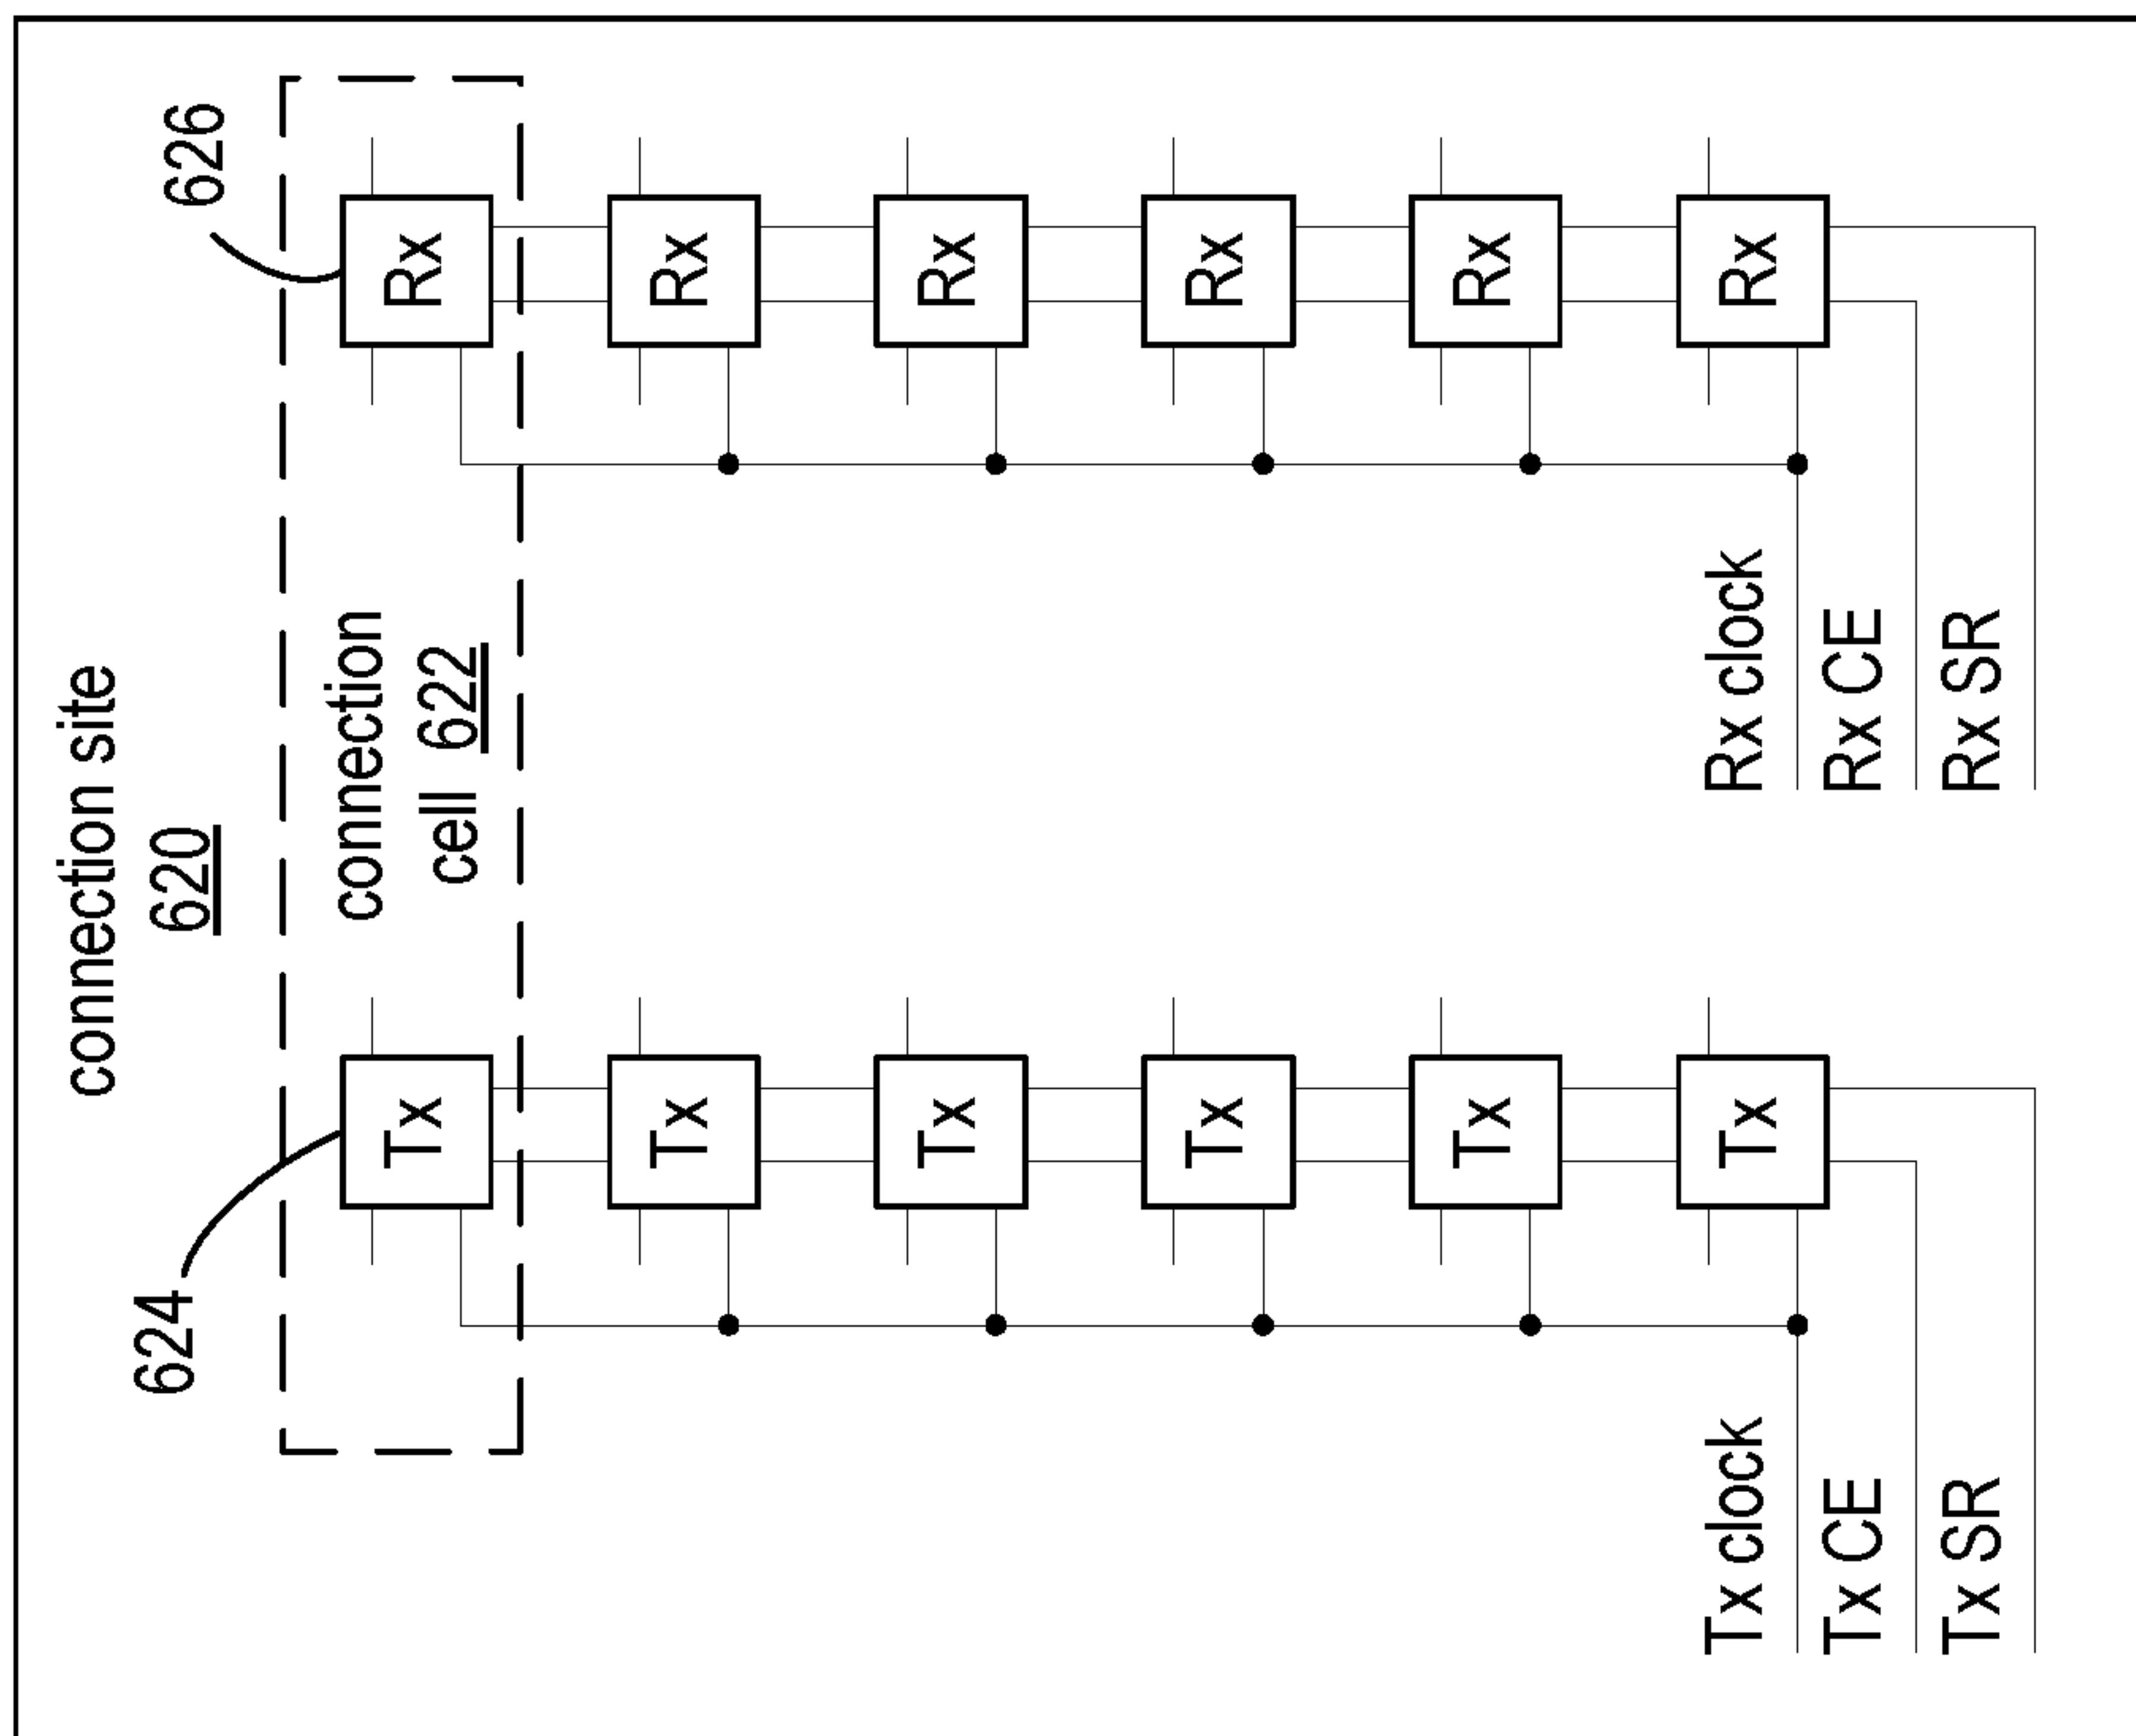 connection site
620
624
626
connection
cell 622
Tx
Rx
Tx
Rx
Tx
Rx
Tx
Rx
Tx
Rx
Tx
Rx
Tx clock
Rx clock
Tx CE
Rx CE
Tx SR
Rx SR